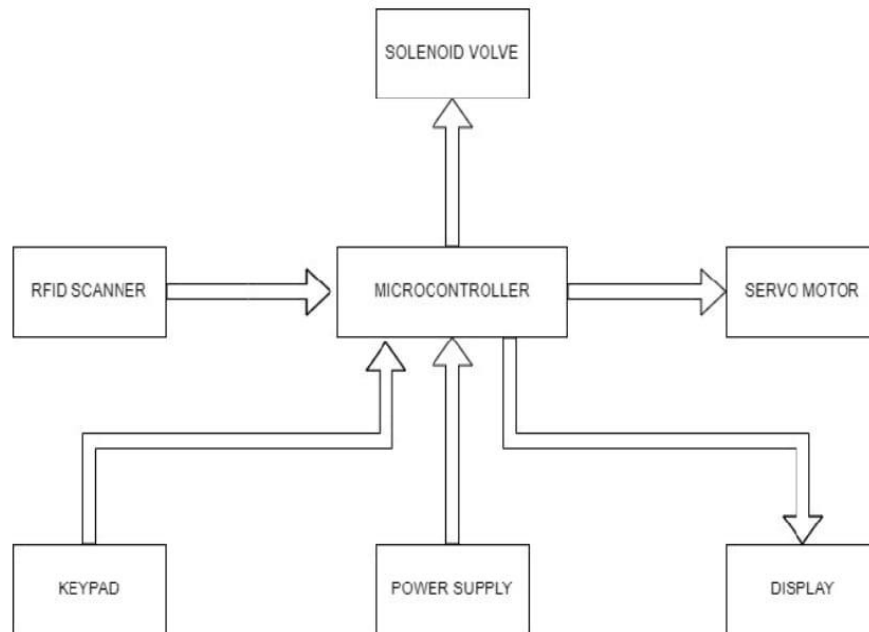 SOLENOID VOLVE
RFID SCANNER
MICROCONTROLLER
SERVO MOTOR
KEYPAD
POWER SUPPLY
DISPLAY